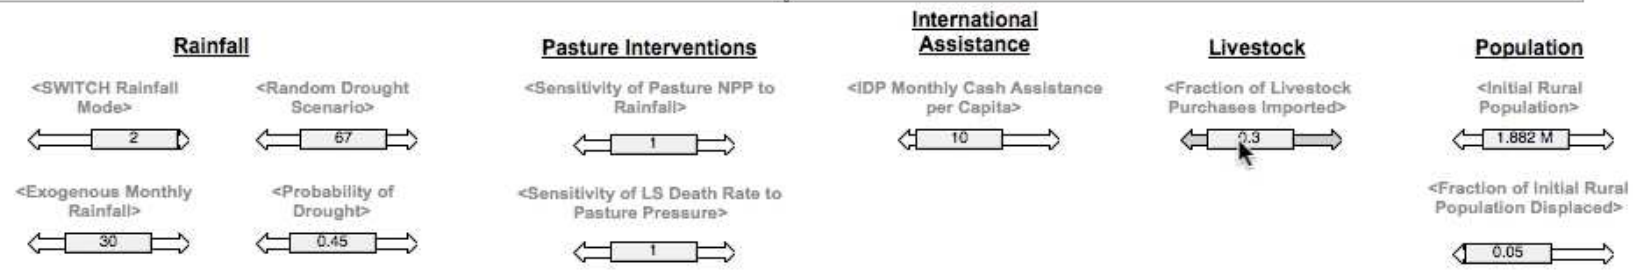 Rainfall
<SWITCH Rainfall
Mode>
2
<Random Drought
Scenario>
67
<Exogenous Monthly
Rainfall>
30
<Probability of
Drought>
0.45
Pasture Interventions
<Sensitivity of Pasture NPP to
Rainfall>
1
<Sensitivity of LS Death Rate to
Pasture Pressure>
1
International
Assistance
<IDP Monthly Cash Assistance
per Capita>
10
Livestock
<Fraction of Livestock
Purchases Imported>
0.3
Population
<Initial Rural
Population>
1.882 M
<Fraction of Initial Rural
Population Displaced>
0.05